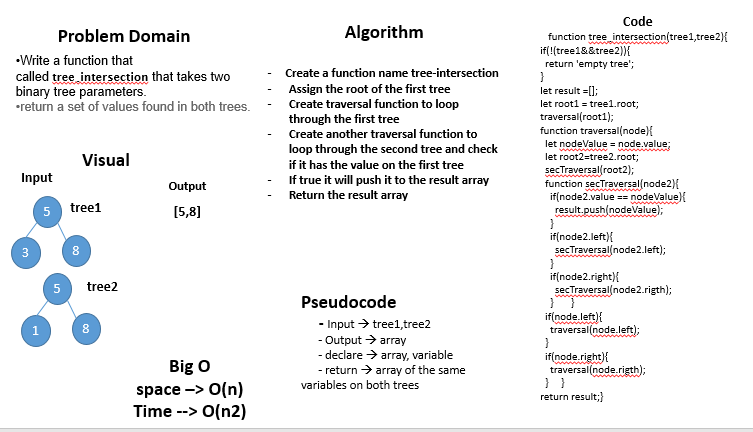 Problem Domain
•Write a function that
called tree_intersection that takes two
binary tree parameters.
•return a set of values found in both trees.
Visual
Input
Output
5
tree1
[5,8]
3
8
5
tree2
1
8
Big O
space –> O(n)
Time --> O(n2)
Algorithm
- Create a function name tree-intersection
- Assign the root of the first tree
- Create traversal function to loop
through the first tree
- Create another traversal function to
loop through the second tree and check
if it has the value on the first tree
- If true it will push it to the result array
- Return the result array
Pseudocode
- Input → tree1,tree2
- Output → array
- declare → array, variable
- return → array of the same
variables on both trees
Code
function tree_intersection(tree1,tree2){
if(!(tree1&&tree2)){
return 'empty tree';
}
let result =[];
let root1 = tree1.root;
traversal(root1);
function traversal(node){
let nodeValue = node.value;
let root2=tree2.root;
secTraversal(root2);
function secTraversal(node2){
if(node2.value == nodeValue){
result.push(nodeValue);
}
if(node2.left){
secTraversal(node2.left);
}
if(node2.right){
secTraversal(node2.rigth);
} }
if(node.left){
traversal(node.left);
}
if(node.right){
traversal(node.rigth);
} }
return result;}